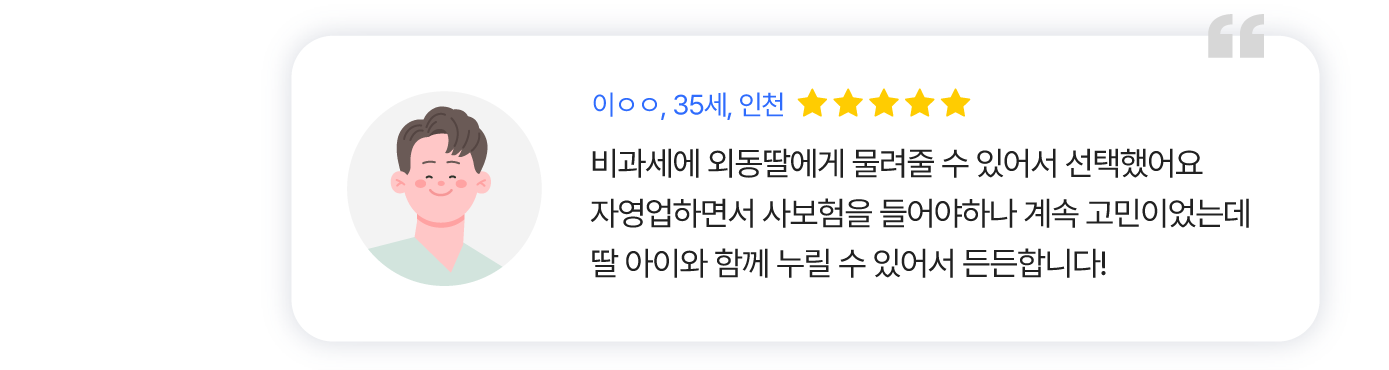 이ㅇㅇ, 35세, 인천
비과세에 외동딸에게 물려줄 수 있어서 선택했어요
자영업하면서 사보험을 들어야하나 계속 고민이었는데
딸 아이와 함께 누릴 수 있어서 든든합니다!